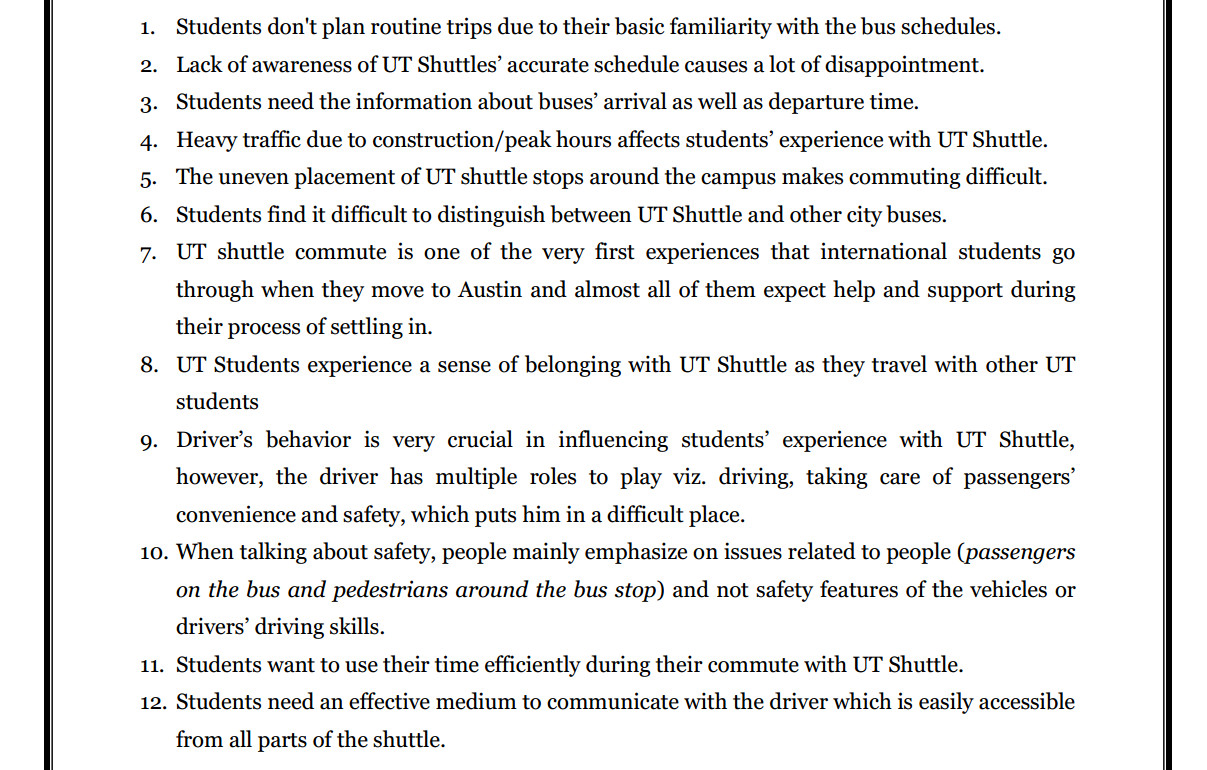 1. Students don't plan routine trips due to their basic familiarity with the bus schedules.
2. Lack of awareness of UT Shuttles’ accurate schedule causes a lot of disappointment.
3. Students need the information about buses’ arrival as well as departure time.
4. Heavy traffic due to construction/peak hours affects students’ experience with UT Shuttle.
5. The uneven placement of UT shuttle stops around the campus makes commuting difficult.
6. Students find it difficult to distinguish between UT Shuttle and other city buses.
7. UT shuttle commute is one of the very first experiences that international students go
through when they move to Austin and almost all of them expect help and support during
their process of settling in.
8. UT Students experience a sense of belonging with UT Shuttle as they travel with other UT
students
9. Driver’s behavior is very crucial in influencing students’ experience with UT Shuttle,
however, the driver has multiple roles to play viz. driving, taking care of passengers’
convenience and safety, which puts him in a difficult place.
10. When talking about safety, people mainly emphasize on issues related to people (passengers
on the bus and pedestrians around the bus stop) and not safety features of the vehicles or
drivers’ driving skills.
11. Students want to use their time efficiently during their commute with UT Shuttle.
12. Students need an effective medium to communicate with the driver which is easily accessible
from all parts of the shuttle.